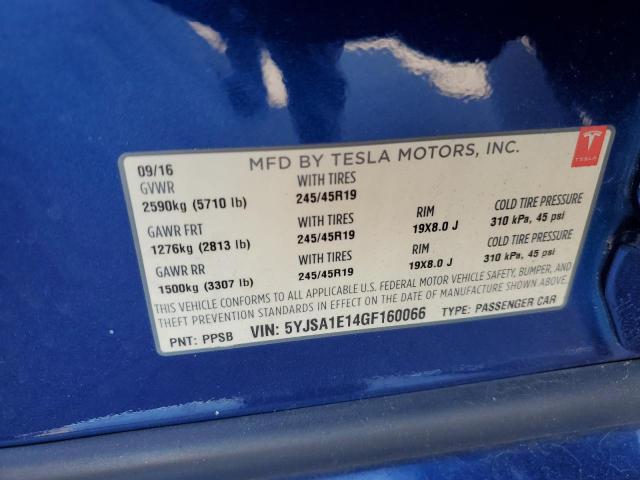 09/16 MFD BY TESLA MOTORS, INC.
TESLA
GVWR WITH TIRES
2590kg (5710 lb) 245/45R19 RIM COLD TIRE PRESSURE
GAWR FRT WITH TIRES 19X8.0 J 310 kPa, 45 psi
1276kg (2813 lb) 245/45R19 RIM COLD TIRE PRESSURE
GAWR RR WITH TIRES 19X8.0 J 310 kPa, 45 psi
1500kg (3307 lb) 245/45R19
THIS VEHICLE CONFORMS TO ALL APPLICABLE U.S. FEDERAL MOTOR VEHICLE SAFETY, BUMPER, AND
THEFT PREVENTION STANDARDS IN EFFECT ON THE DATE OF MANUFACTURE SHOWN ABOVE.
PNT: PPSB VIN: 5YJSA1E14GF160066 TYPE: PASSENGER CAR